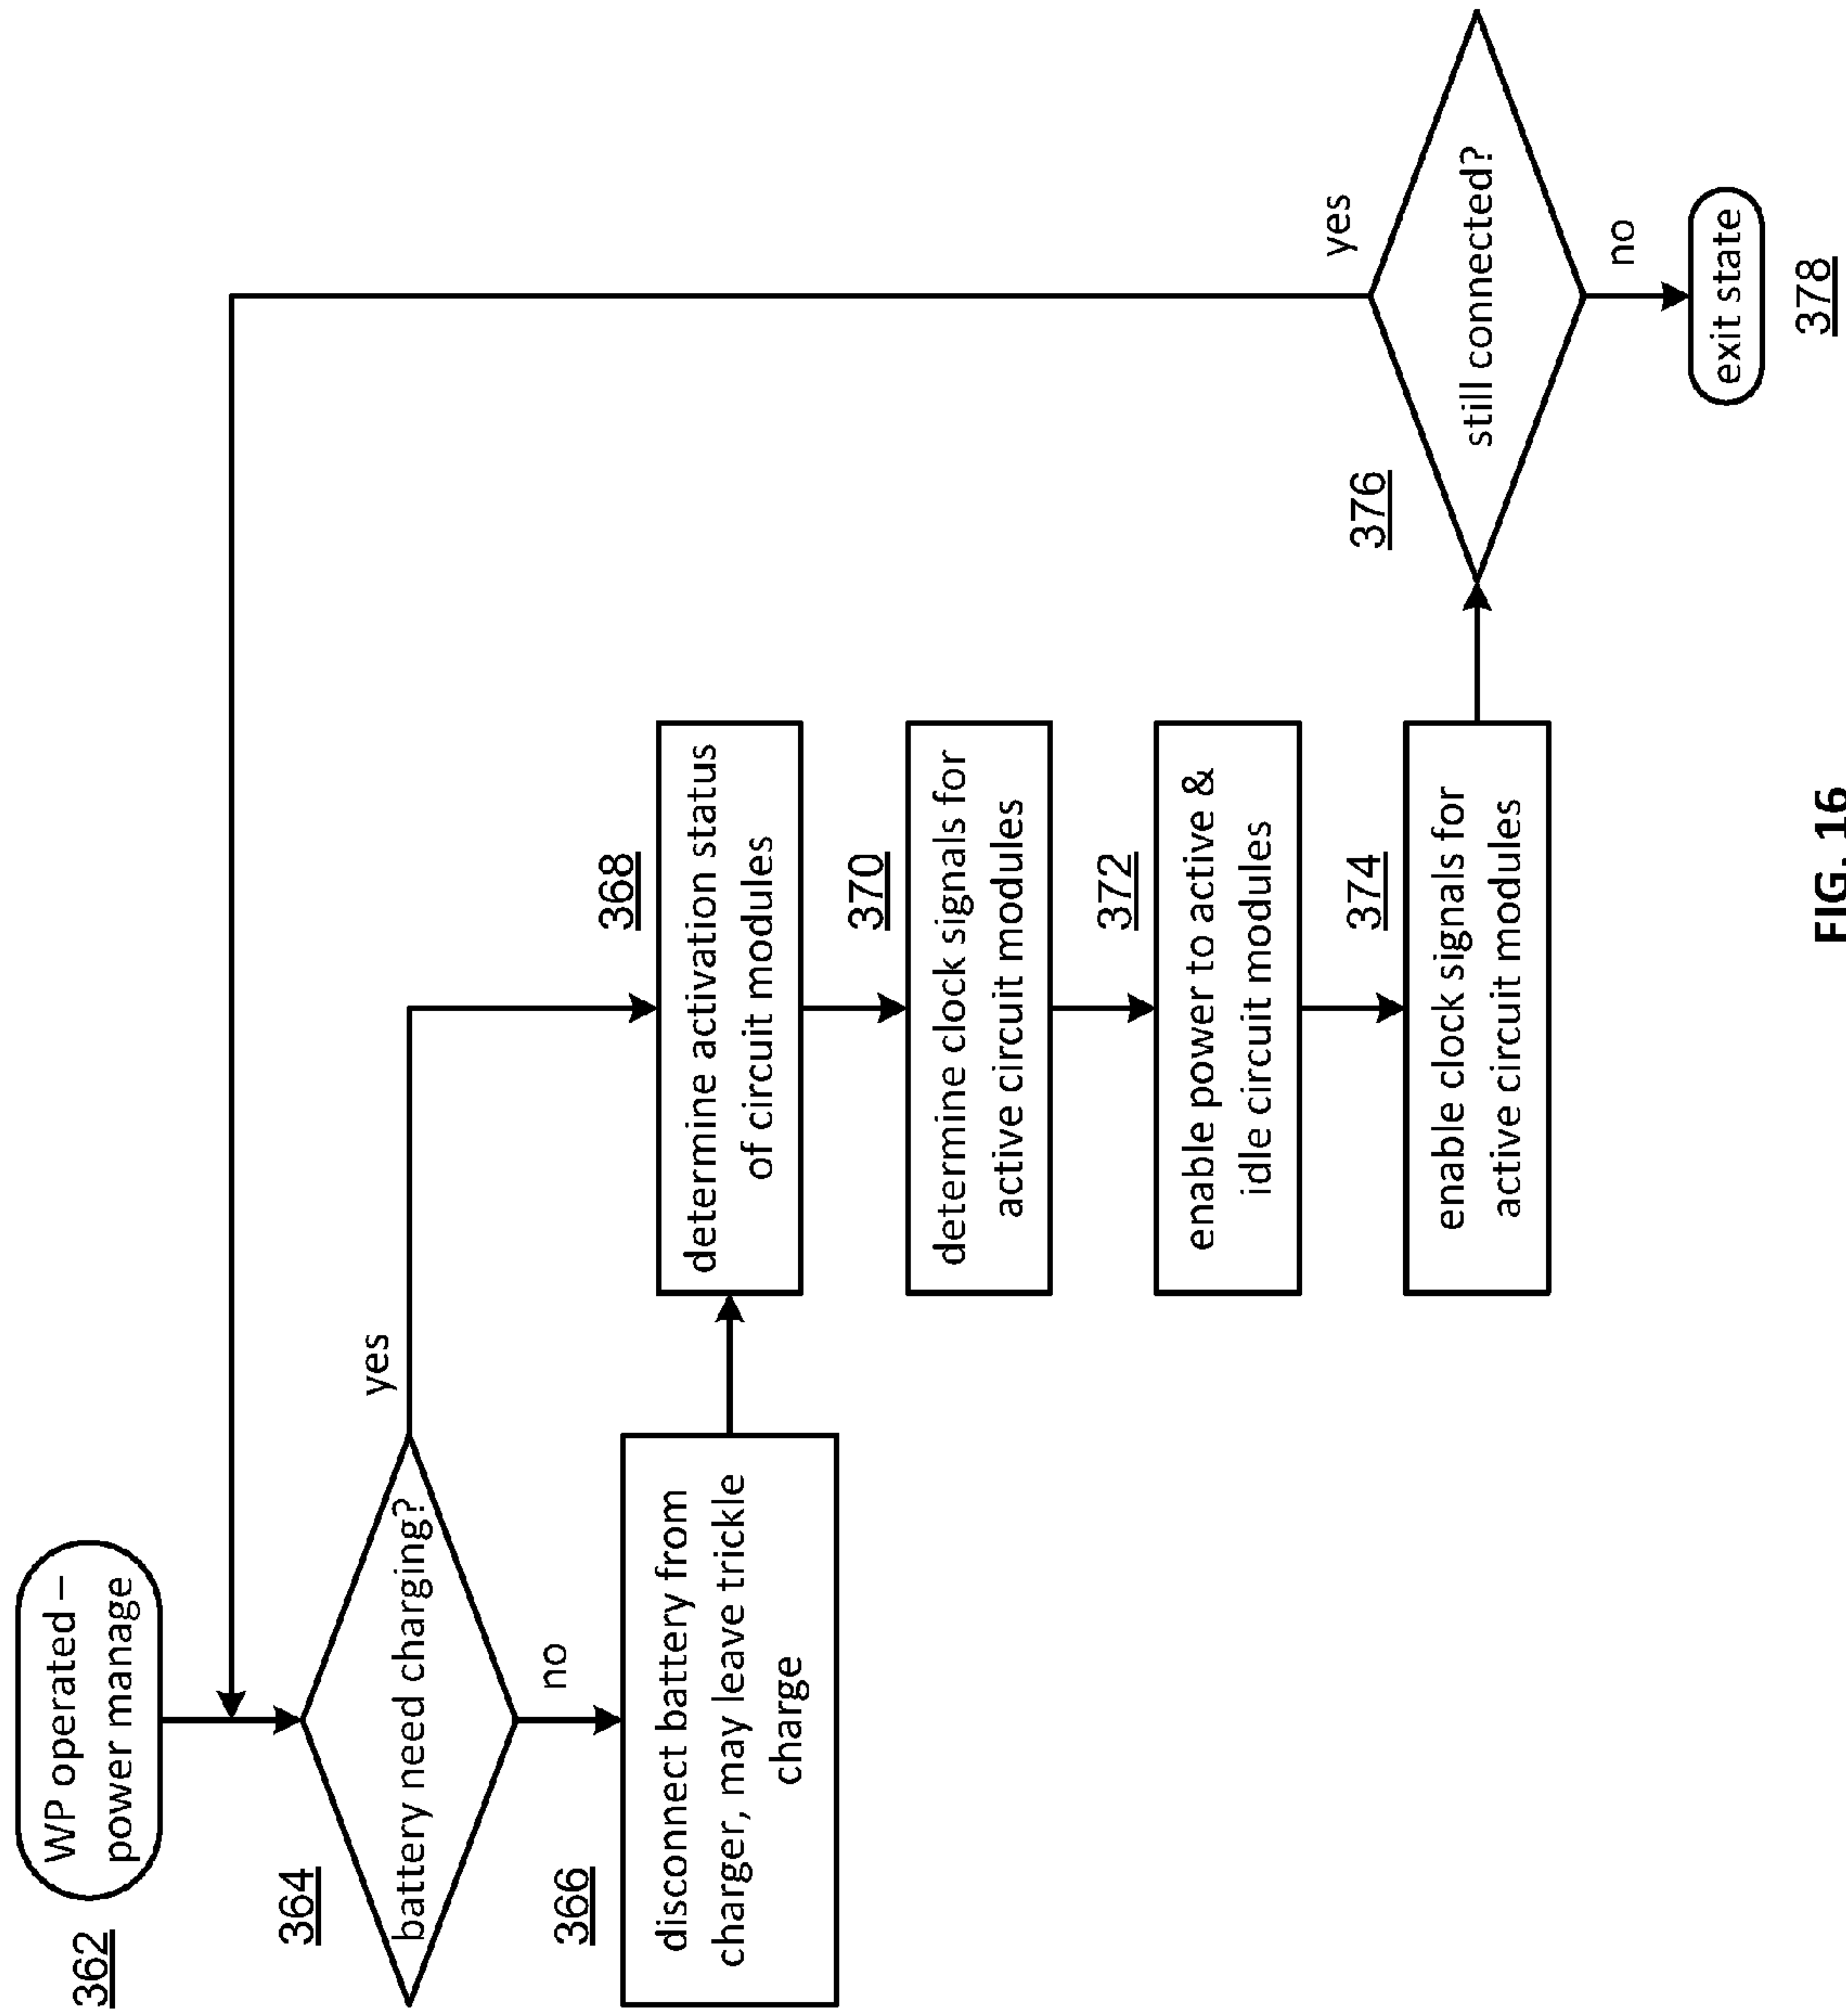 362
WP operated –
power manage
364
battery need charging?
yes
no
366
disconnect battery from
charger, may leave trickle
charge
368
determine activation status
of circuit modules
370
determine clock signals for
active circuit modules
372
enable power to active &
idle circuit modules
374
enable clock signals for
active circuit modules
376
still connected?
yes
no
exit state
378
FIG. 16